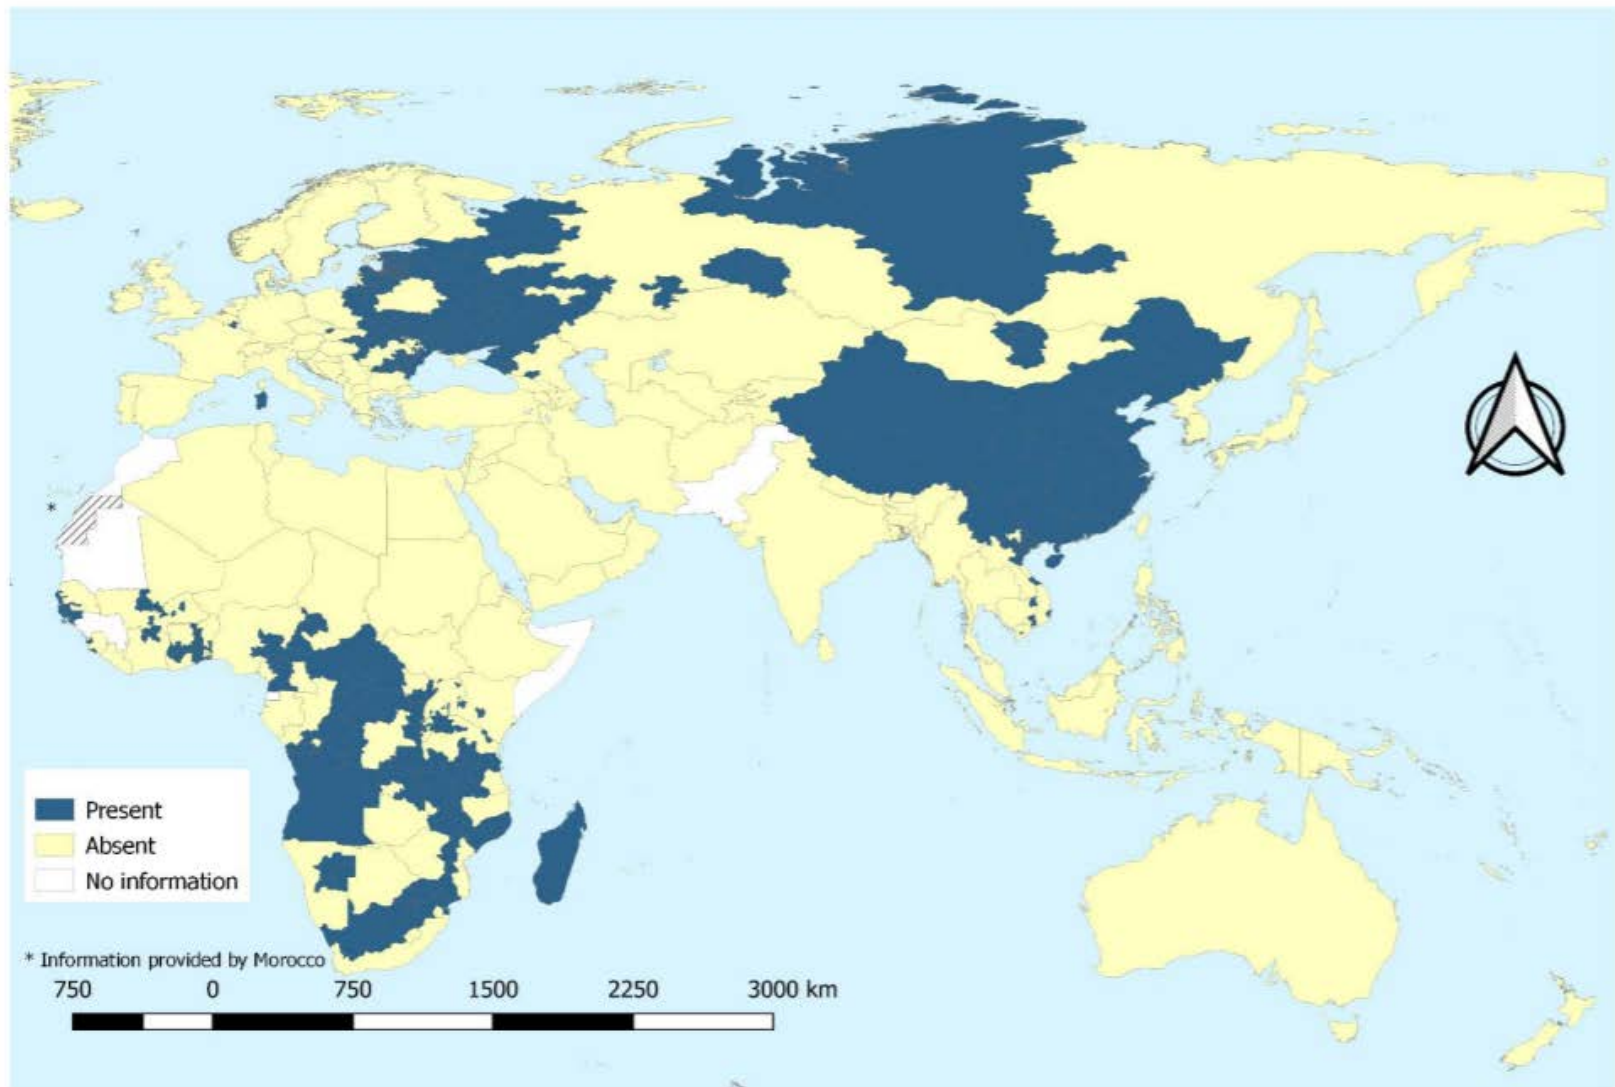 *
Present
Absent
No information
* Information provided by Morocco
750 0 750 1500 2250 3000 km